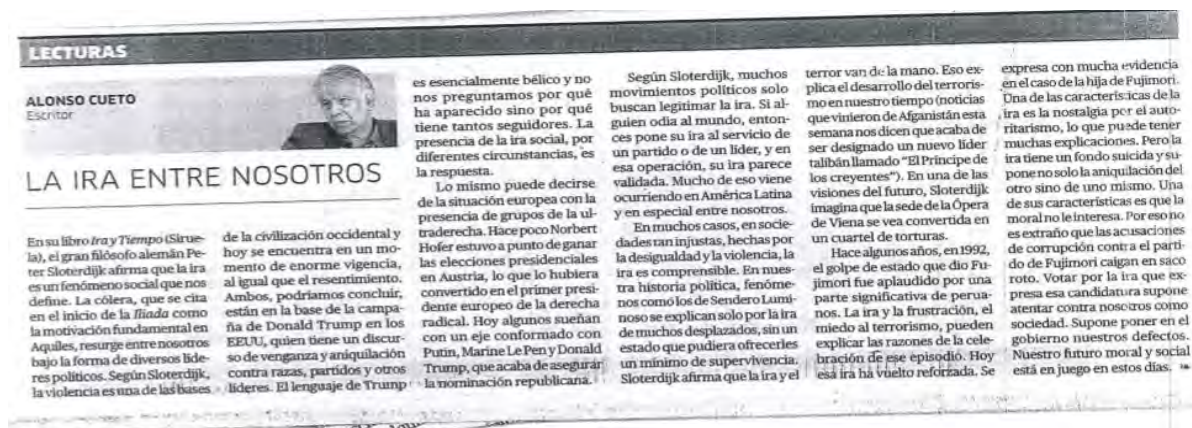 LECTURAS
ALONSO CUETO
Escritor
LA IRA ENTRE NOSOTROS
En su libro Ira y Tiempo (Sirue-
la), el gran filósofo alemán Pe-
ter Sloterdijk afirma que la ira
es un fenómeno social que nos
define. La cólera, que se cita
en el inicio de la Ilíada como
la motivación fundamental en
Aquiles, resurge entre nosotros
bajo la forma de diversos líde-
res políticos. Según Sloterdijk,
la violencia es una de las bases
de la civilización occidental y
hoy se encuentra en un mo-
mento de enorme vigencia,
al igual que el resentimiento.
Ambos, podríamos concluir,
están en la base de la campa-
ña de Donald Trump en los
EEUU, quien tiene un discur-
so de venganza y aniquilación
contra razas, partidos y otros
líderes. El lenguaje de Trump
es esencialmente bélico y no
nos preguntamos por qué
ha aparecido sino por qué
tiene tantos seguidores. La
presencia de la ira social, por
diferentes circunstancias, es
la respuesta.
Lo mismo puede decirse
de la situación europea con la
presencia de grupos de la ul-
traderecha. Hace poco Norbert
Hofer estuvo a punto de ganar
las elecciones presidenciales
en Austria, lo que lo hubiera
convertido en el primer presi-
dente europeo de la derecha
radical. Hoy algunos sueñan
con un eje conformado con
Putin, Marine Le Pen y Donald
Trump, que acaba de asegurar
la nominación republicana.
Según Sloterdijk, muchos
movimientos políticos solo
buscan legitimar la ira. Si al-
guien odia al mundo, enton-
ces pone su ira al servicio de
un partido o de un líder, y en
esa operación, su ira parece
validada. Mucho de eso viene
ocurriendo en América Latina
y en especial entre nosotros.
En muchos casos, en socie-
dades tan injustas, hechas por
la desigualdad y la violencia, la
ira es comprensible. En nues-
tra historia política, fenóme-
nos como los de Sendero Lumi-
noso se explican solo por la ira
de muchos desplazados, sin un
estado que pudiera ofrecerles
un mínimo de supervivencia.
Sloterdijk afirma que la ira y el
terror van de la mano. Eso ex-
plica el desarrollo del terroris-
mo en nuestro tiempo (noticias
que vinieron de Afganistán esta
semana nos dicen que acaba de
ser designado un nuevo líder
talibán llamado "El Príncipe de
los creyentes"). En una de las
visiones del futuro, Sloterdijk
imagina que la sede de la Ópera
de Viena se vea convertida en
un cuartel de torturas.
Hace algunos años, en 1992,
el golpe de estado que dio Fu-
jimori fue aplaudido por una
parte significativa de perua-
nos. La ira y la frustración, el
miedo al terrorismo, pueden
explicar las razones de la cele-
bración de ese episodio. Hoy
esa ira ha vuelto reforzada. Se
expresa con mucha evidencia
en el caso de la hija de Fujimori.
Una de las características de la
ira es la nostalgia por el auto-
ritarismo, lo que puede tener
muchas explicaciones. Pero la
ira tiene un fondo suicida y su-
pone no solo la aniquilación del
otro sino de uno mismo. Una
de sus características es que la
moral no le interesa. Por eso no
es extraño que las acusaciones
de corrupción contra el parti-
do de Fujimori caigan en saco
roto. Votar por la ira que ex-
presa esa candidatura supone
atentar contra nosotros como
sociedad. Supone poner en el
gobierno nuestros defectos.
Nuestro futuro moral y social
está en juego en estos días.